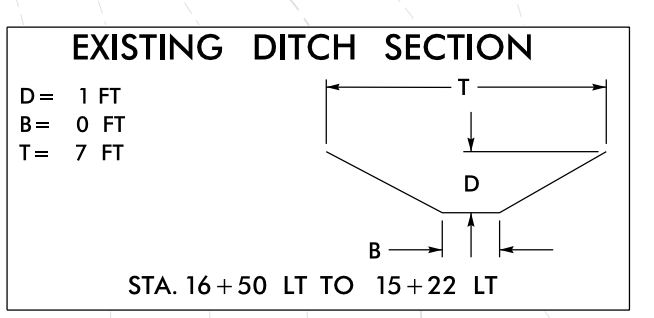 EXISTING DITCH SECTION
D= 1 FT
B= 0 FT
T= 7 FT
T
D
B
STA. 16+50 LT TO 15+22 LT